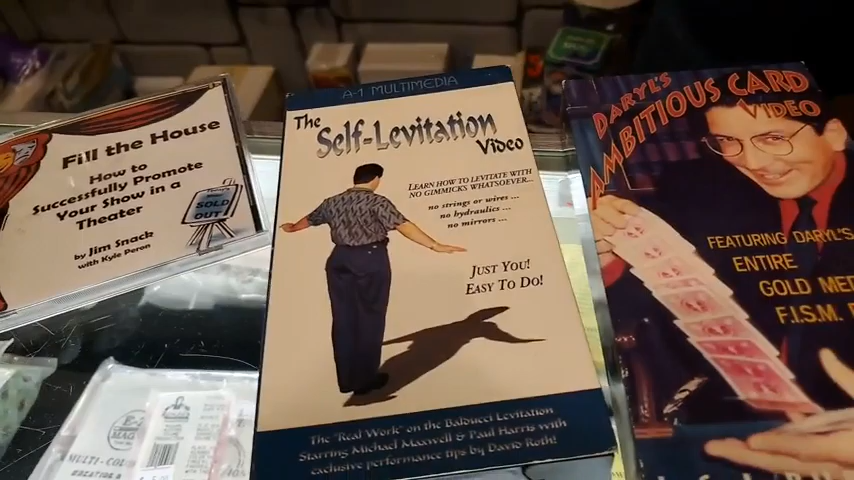 Fill the House
How to
Successfully Promote
Your Show in a
Theater
by Jim Snack
with Kyle Peron
SOLD
OUT
A-1 MULTIMEDIA
The
Self-Levitation
Video
LEARN HOW TO LEVITATE WITH
NO GIMMICKS WHATSOEVER.
no strings or wires...
no hydraulics...
no mirrors...
JUST YOU!
EASY TO DO!
The "Real Work" on the Balducci Levitation
Starring Michael Maxwell & Paul Harris with
exclusive performance tips by David Roth!
DARYL'S
AMBITIOUS CARD
VIDEO
FEATURING DARYL'S
ENTIRE
GOLD MED
F.I.S.M.
MAGIC
MULTI-COLOR